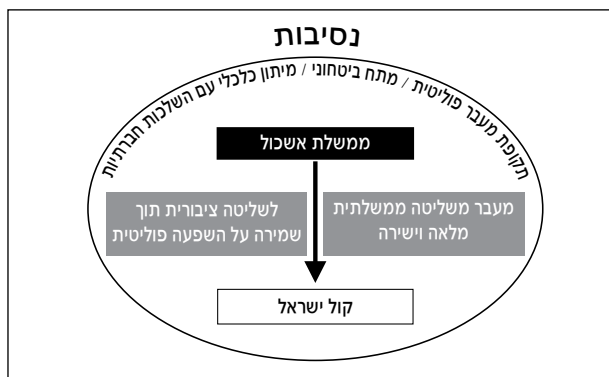 נסיבות
תקופת מעבר פוליטית / מתח ביטחוני / מיתון כלכלי עם השלכות חברתיות
ממשלת אשכול
מעבר משליטה ממשלתית
מלאה וישירה
לשליטה ציבורית תוך
שמירה על השפעה פוליטית
קול ישראל